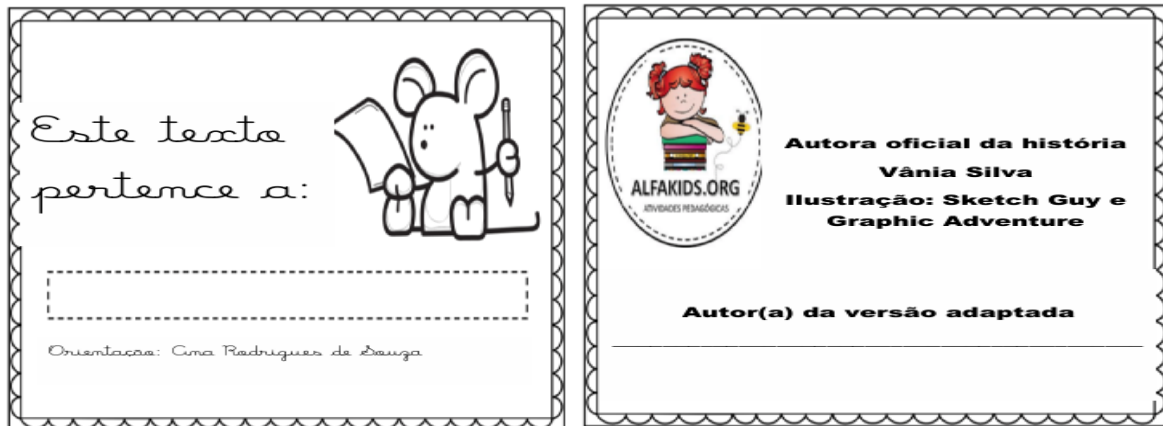 Este texto
pertence a:
Orientação: Ana Rodrigues de Souza
ALFAKIDS.ORG
ATIVIDADES PEDAGÓGICAS
Autora oficial da história
Vânia Silva
Ilustração: Sketch Guy e
Graphic Adventure
Autor(a) da versão adaptada